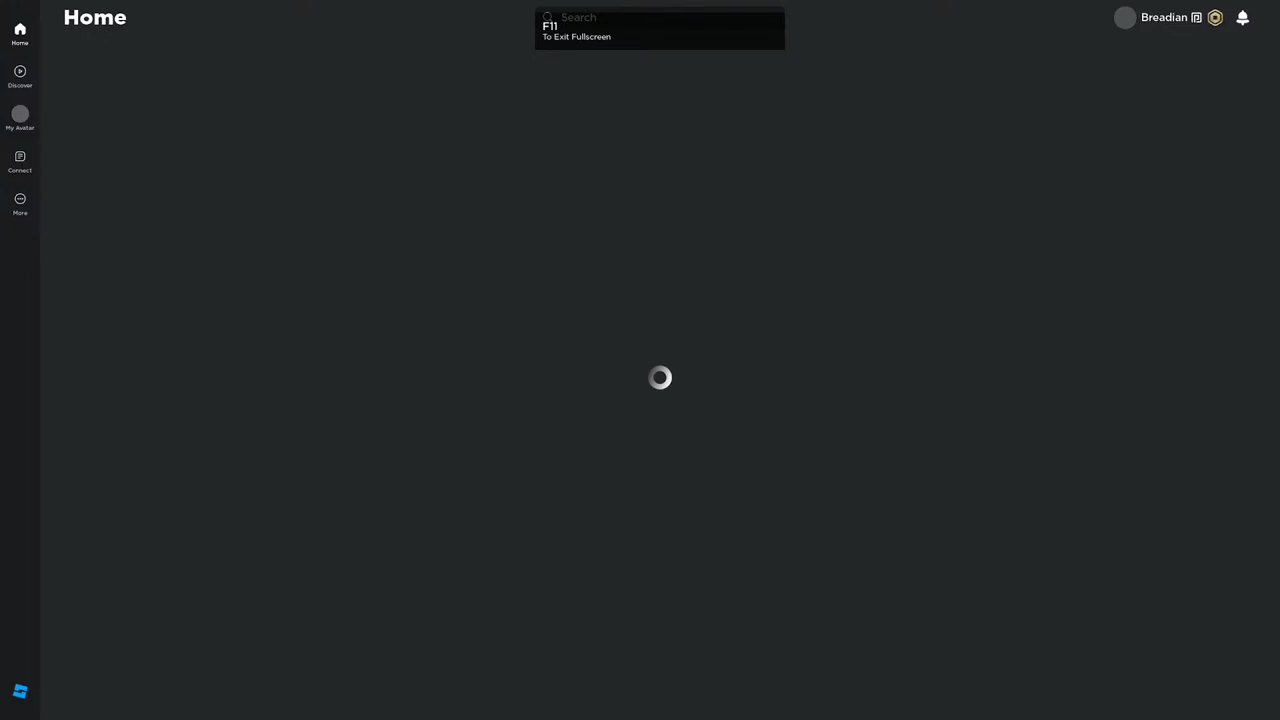 Home
Search
F11
To Exit Fullscreen
Breadian
Home
Discover
My Avatar
Connect
More